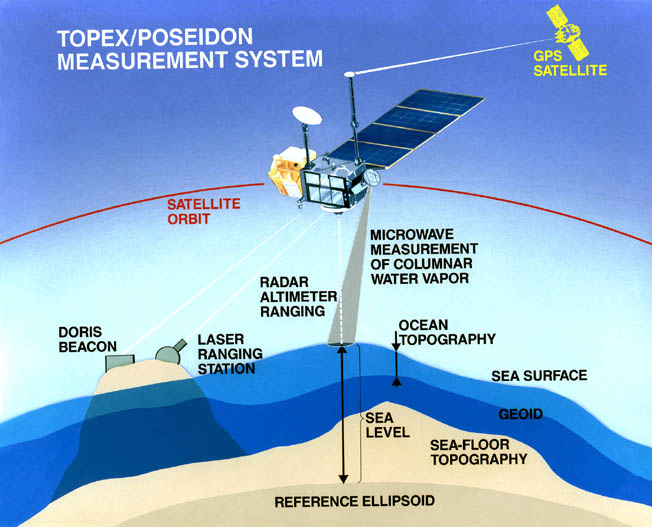 TOPEX/POSEIDON
MEASUREMENT SYSTEM
GPS
SATELLITE
SATELLITE
ORBIT
MICROWAVE
MEASUREMENT
OF COLUMNAR
WATER VAPOR
RADAR
ALTIMETER
RANGING
DORIS
BEACON
LASER
RANGING
STATION
OCEAN
TOPOGRAPHY
SEA SURFACE
GEOID
SEA
LEVEL
SEA-FLOOR
TOPOGRAPHY
REFERENCE ELLIPSOID